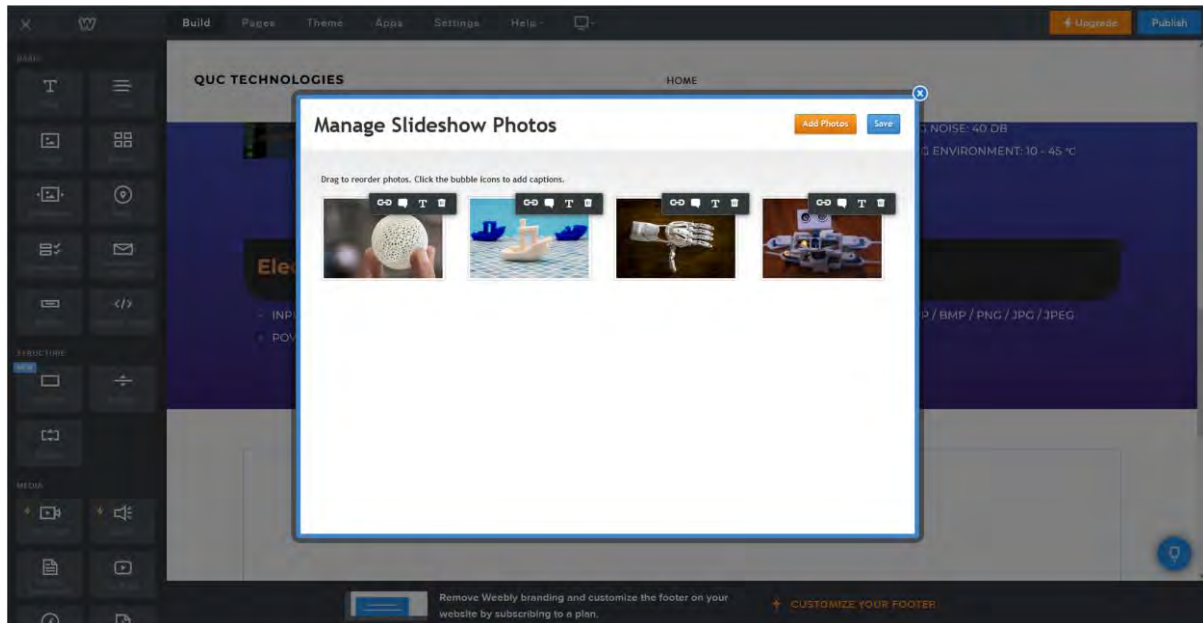 Build Pages Theme Apps Settings Help
Upgrade Publish
BASIC
QUC TECHNOLOGIES HOME
Manage Slideshow Photos
Add Photos Save
NOISE: 40 DB
ENVIRONMENT: 10 - 45 °C
Drag to reorder photos. Click the bubble icons to add captions.
Ele
INP
P / BMP / PNG / JPG / JPEG
POV
STRUCTURE
NEW
MEDIA
Remove Weebly branding and customize the footer on your
website by subscribing to a plan.
CUSTOMIZE YOUR FOOTER